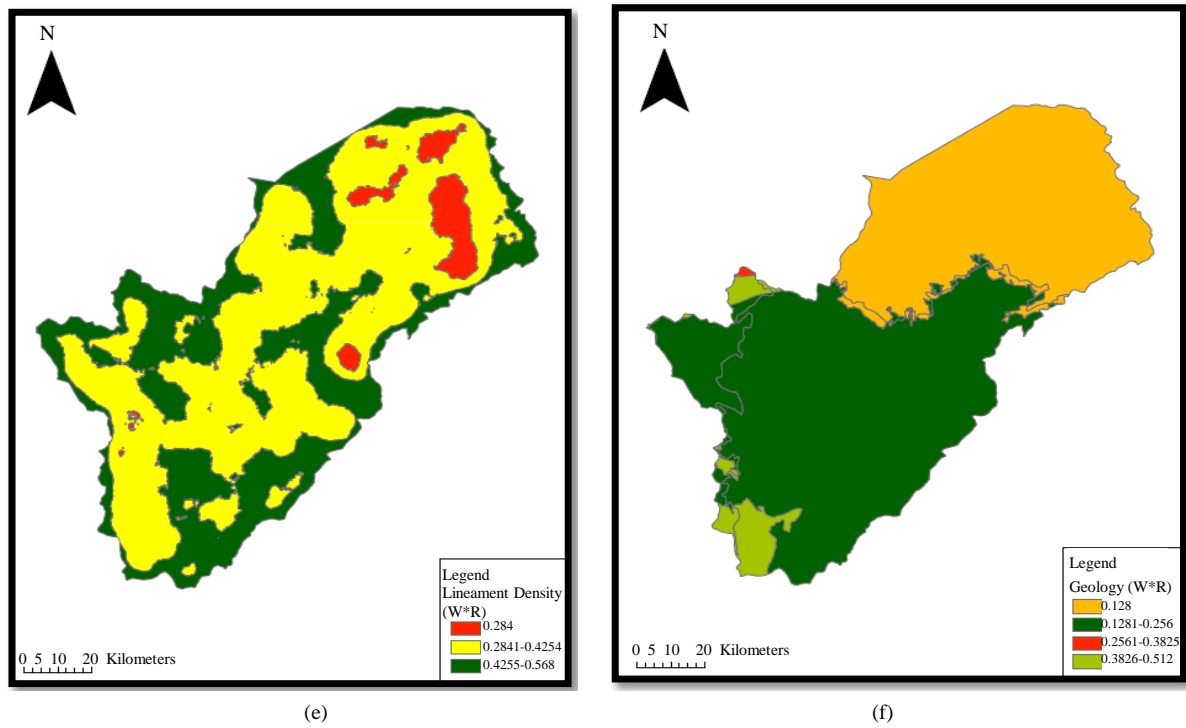 N
Legend
Lineament Density
(W*R)
0.284
0.2841-0.4254
0.4255-0.568
0 5 10 20 Kilometers
(e)
N
Legend
Geology (W*R)
0.128
0.1281-0.256
0.2561-0.3825
0.3826-0.512
0 5 10 20 Kilometers
(f)